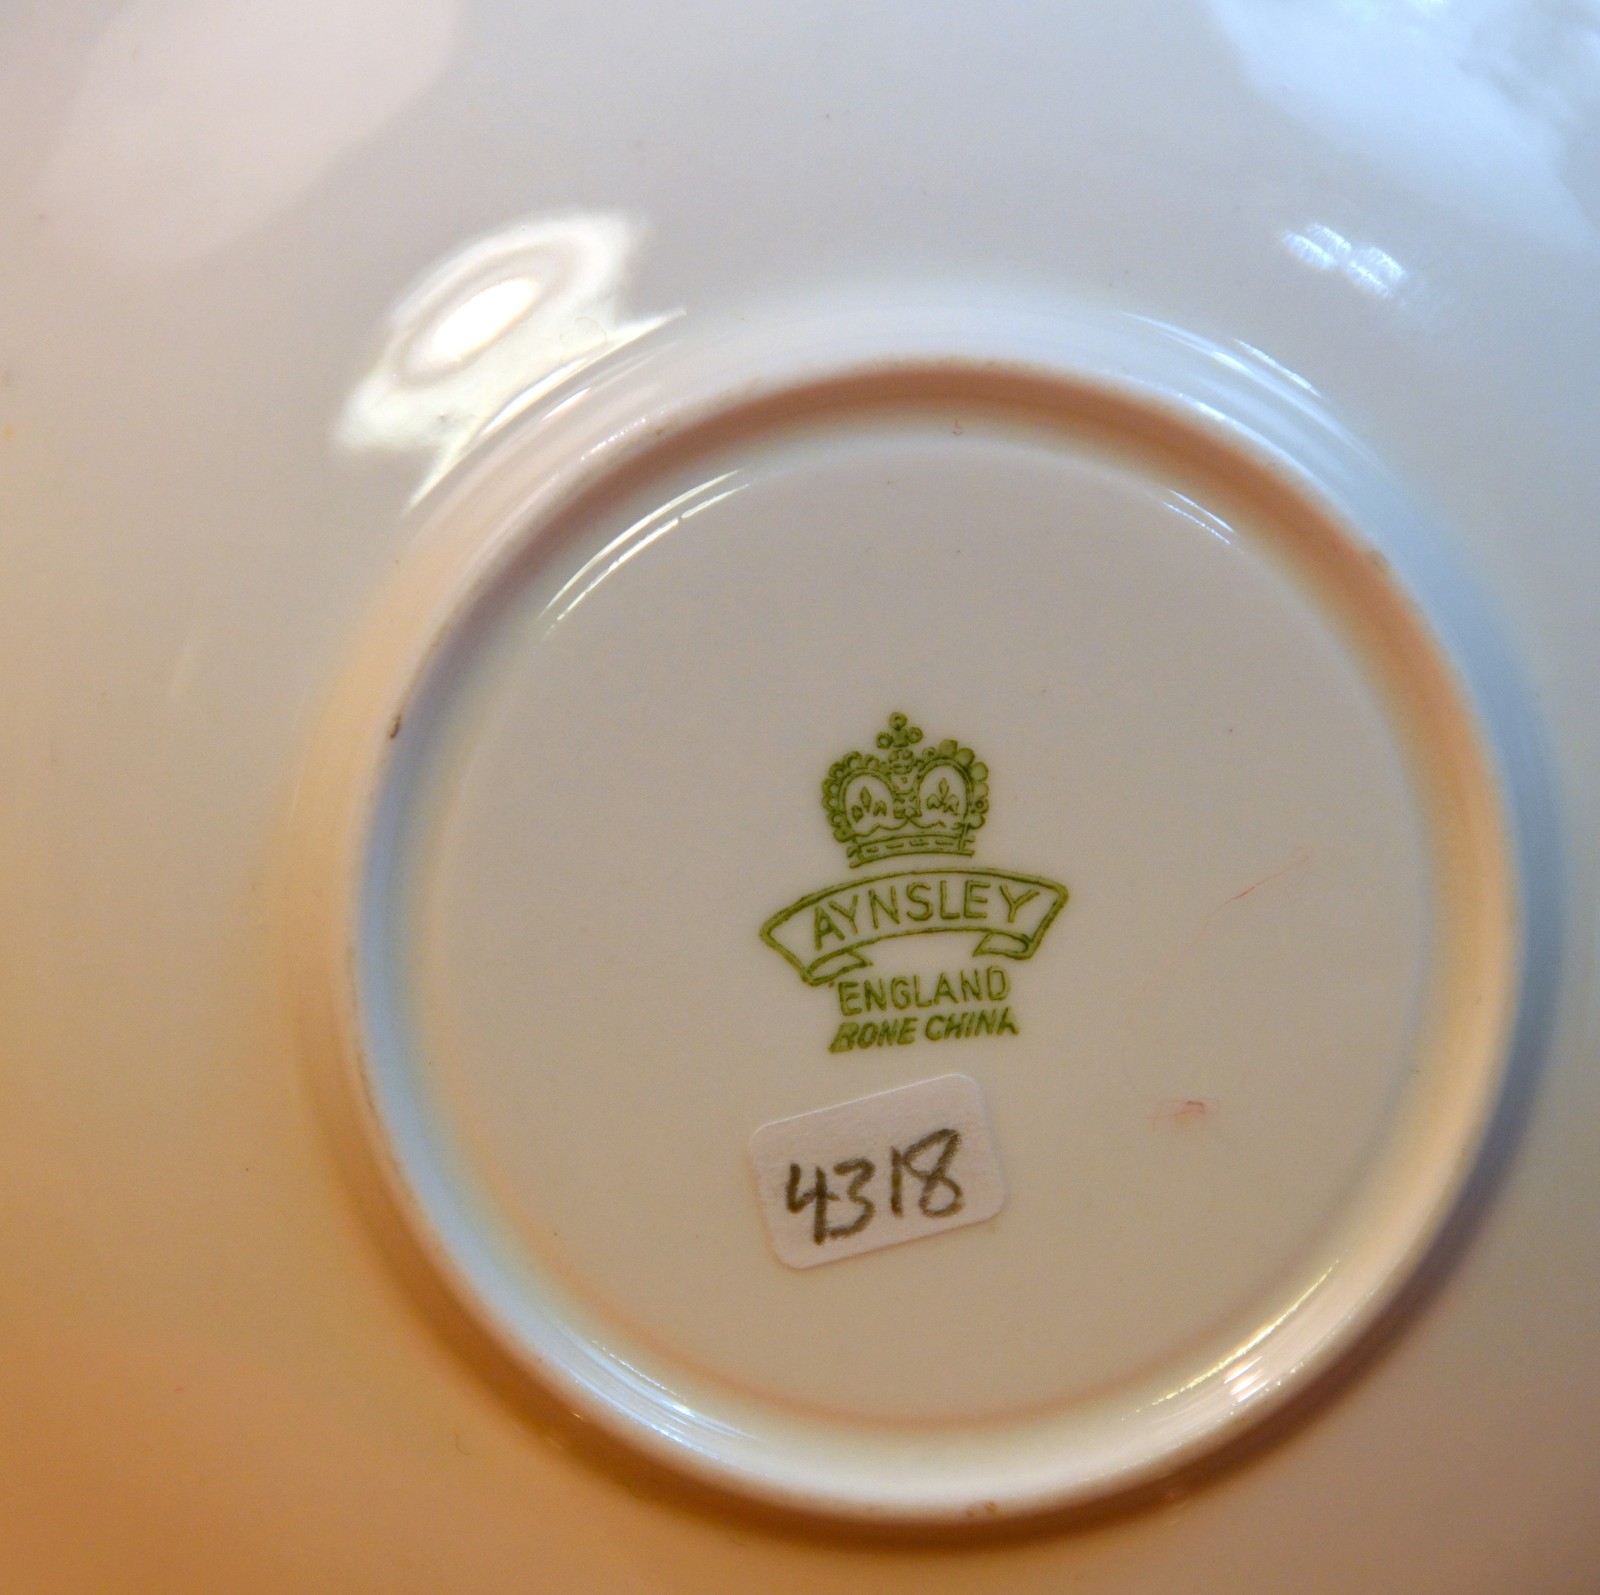 AYNSLEY
ENGLAND
BONE CHINA
4318